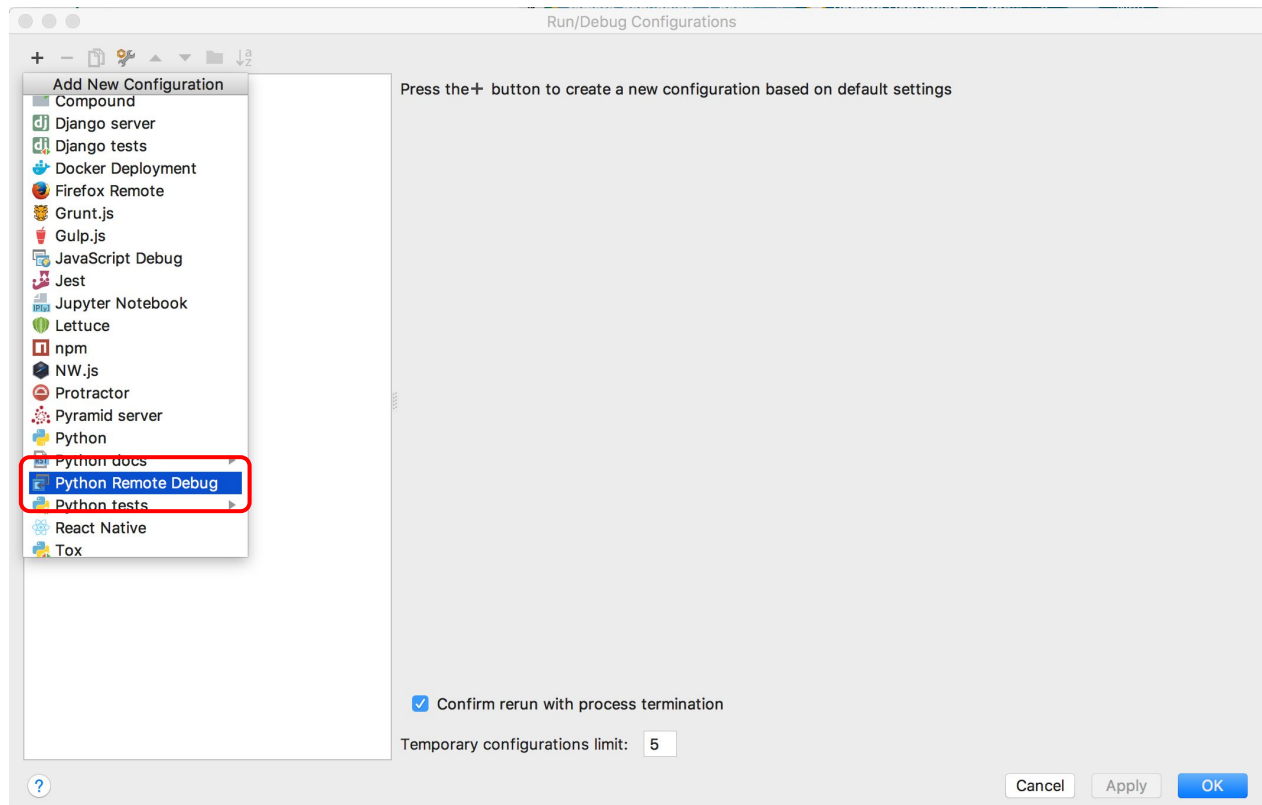 Run/Debug Configurations
Add New Configuration
Press the+ button to create a new configuration based on default settings
Compound
Django server
Django tests
Docker Deployment
Firefox Remote
Grunt.js
Gulp.js
JavaScript Debug
Jest
Jupyter Notebook
Lettuce
npm
NW.js
Protractor
Pyramid server
Python
Python docs
Python Remote Debug
Python tests
React Native
Tox
Confirm rerun with process termination
Temporary configurations limit: 5
? Cancel Apply OK